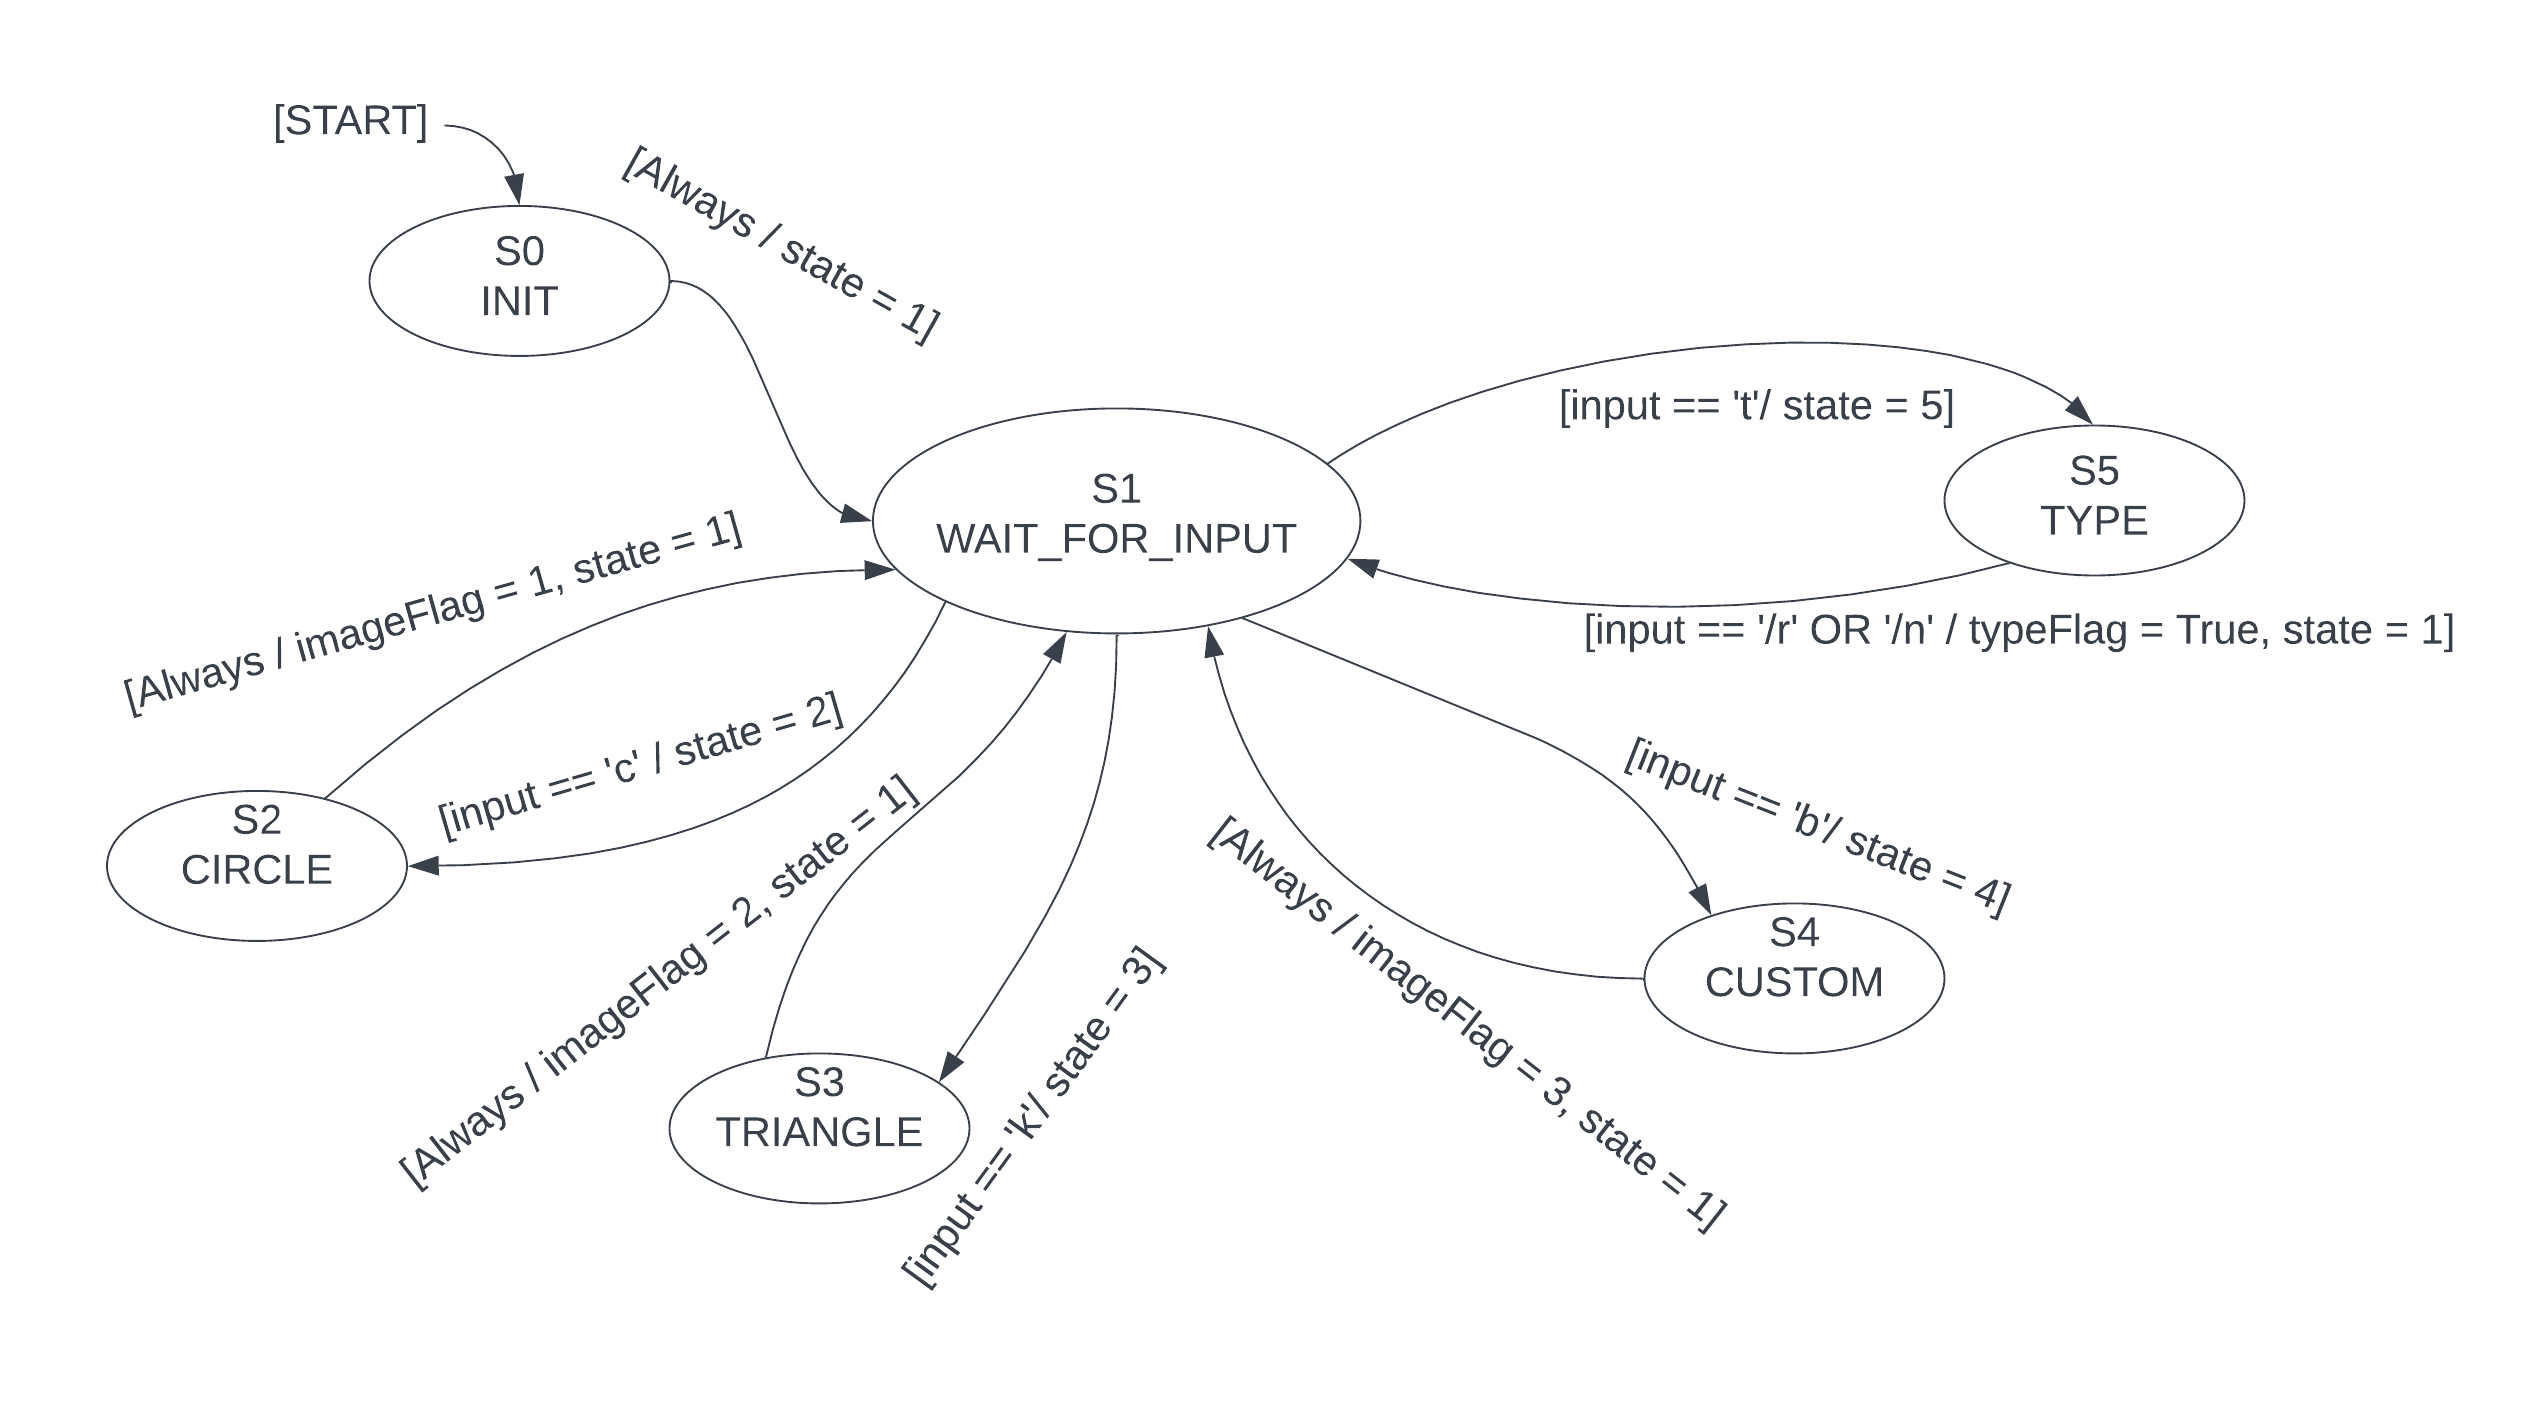 [START]
[Always / state = 1]
S0
INIT
[input == 't'/ state = 5]
S1
WAIT_FOR_INPUT
S5
TYPE
[Always / imageFlag = 1, state = 1]
[input == '/r' OR '/n' / typeFlag = True, state = 1]
[input == 'c' / state = 2]
[input == 'b'/ state = 4]
S2
CIRCLE
[Always / imageFlag = 2, state = 1]
[Always / imageFlag = 3, state = 1]
S4
CUSTOM
[input == 'k'/ state = 3]
S3
TRIANGLE